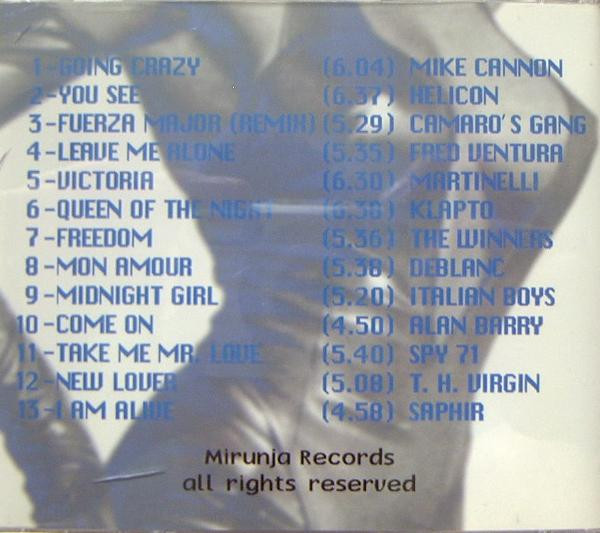 1-GOING CRAZY (6.04) MIKE CANNON
2-YOU SEE (6.37) HELICON
3-FUERZA MAJOR (REMIX) (5.29) CAMARO'S GANG
4-LEAVE ME ALONE (5.35) FRED VENTURA
5-VICTORIA (6.30) MARTINELLI
6-QUEEN OF THE NIGHT (6.38) KLAPTO
7-FREEDOM (5.36) THE WINNERS
8-MON AMOUR (5.38) DEBLANC
9-MIDNIGHT GIRL (5.20) ITALIAN BOYS
10-COME ON (4.50) ALAN BARRY
11-TAKE ME MR. LOVE (5.40) SPY 71
12-NEW LOVER (5.08) T. H. VIRGIN
13-I AM ALIVE (4.58) SAPHIR
Mirunja Records
all rights reserved